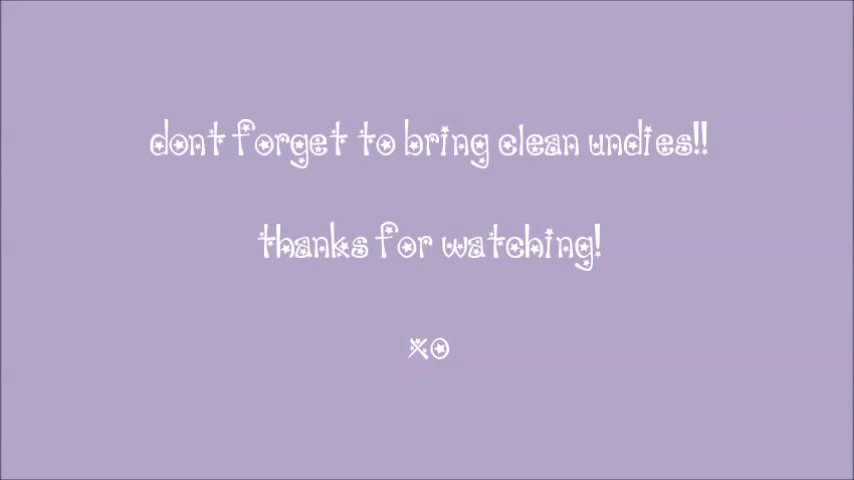 dont forget to bring clean undies!!
thanks for watching!
xo